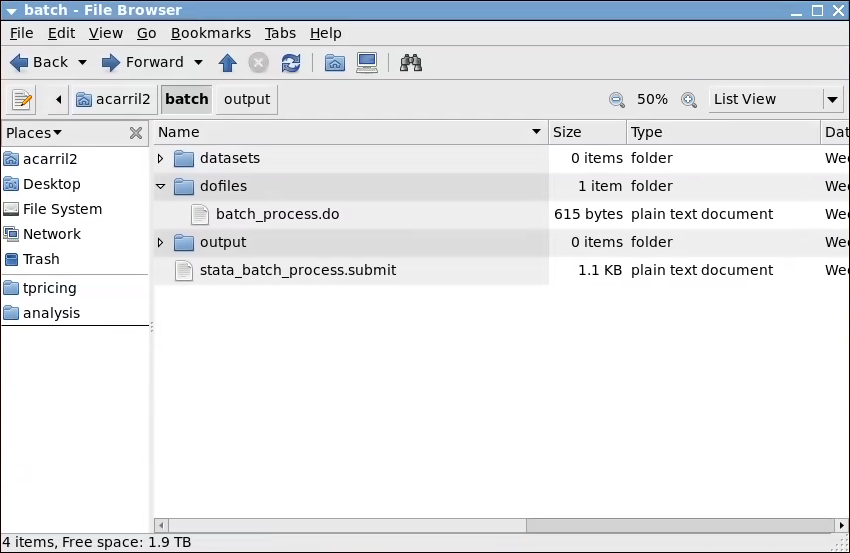 batch - File Browser
File Edit View Go Bookmarks Tabs Help
Back Forward
acarril2 batch output 50% List View
Places Name Size Type Dat
acarril2
Desktop
File System
Network
Trash
tpricing
analysis
datasets 0 items folder Wed
dofiles 1 item folder Wed
batch_process.do 615 bytes plain text document Wed
output 0 items folder Wed
stata_batch_process.submit 1.1 KB plain text document Wed
4 items, Free space: 1.9 TB